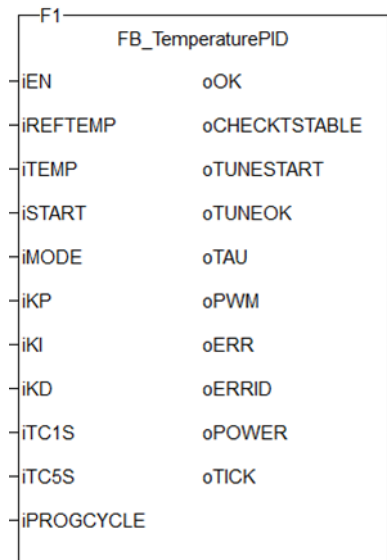 F1
FB_TemperaturePID
iEN oOK
iREFTEMP oCHECKTSTABLE
iTEMP oTUNESTART
iSTART oTUNEOK
iMODE oTAU
iKP oPWM
iKI oERR
iKD oERRID
iTC1S oPOWER
iTC5S oTICK
iPROGCYCLE